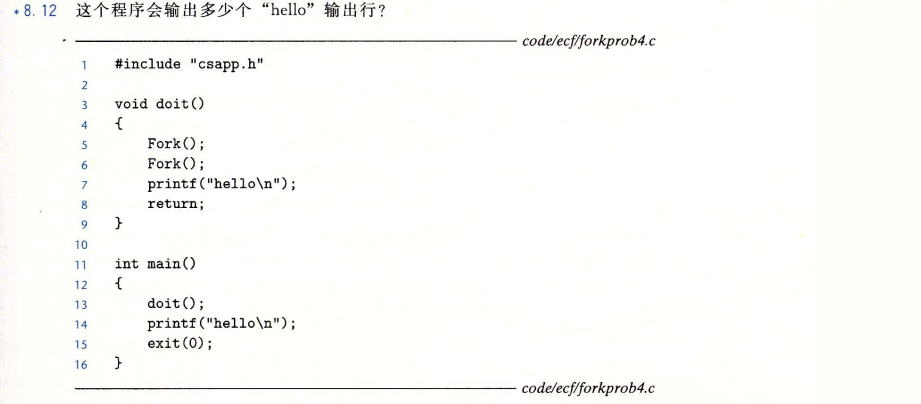 *8.12 这个程序会输出多少个“hello”输出行？
code/ecf/forkprob4.c
1 #include "csapp.h"
2
3 void doit()
4 {
5     Fork();
6     Fork();
7     printf("hello\n");
8     return;
9 }
10
11 int main()
12 {
13     doit();
14     printf("hello\n");
15     exit(0);
16 }
code/ecf/forkprob4.c